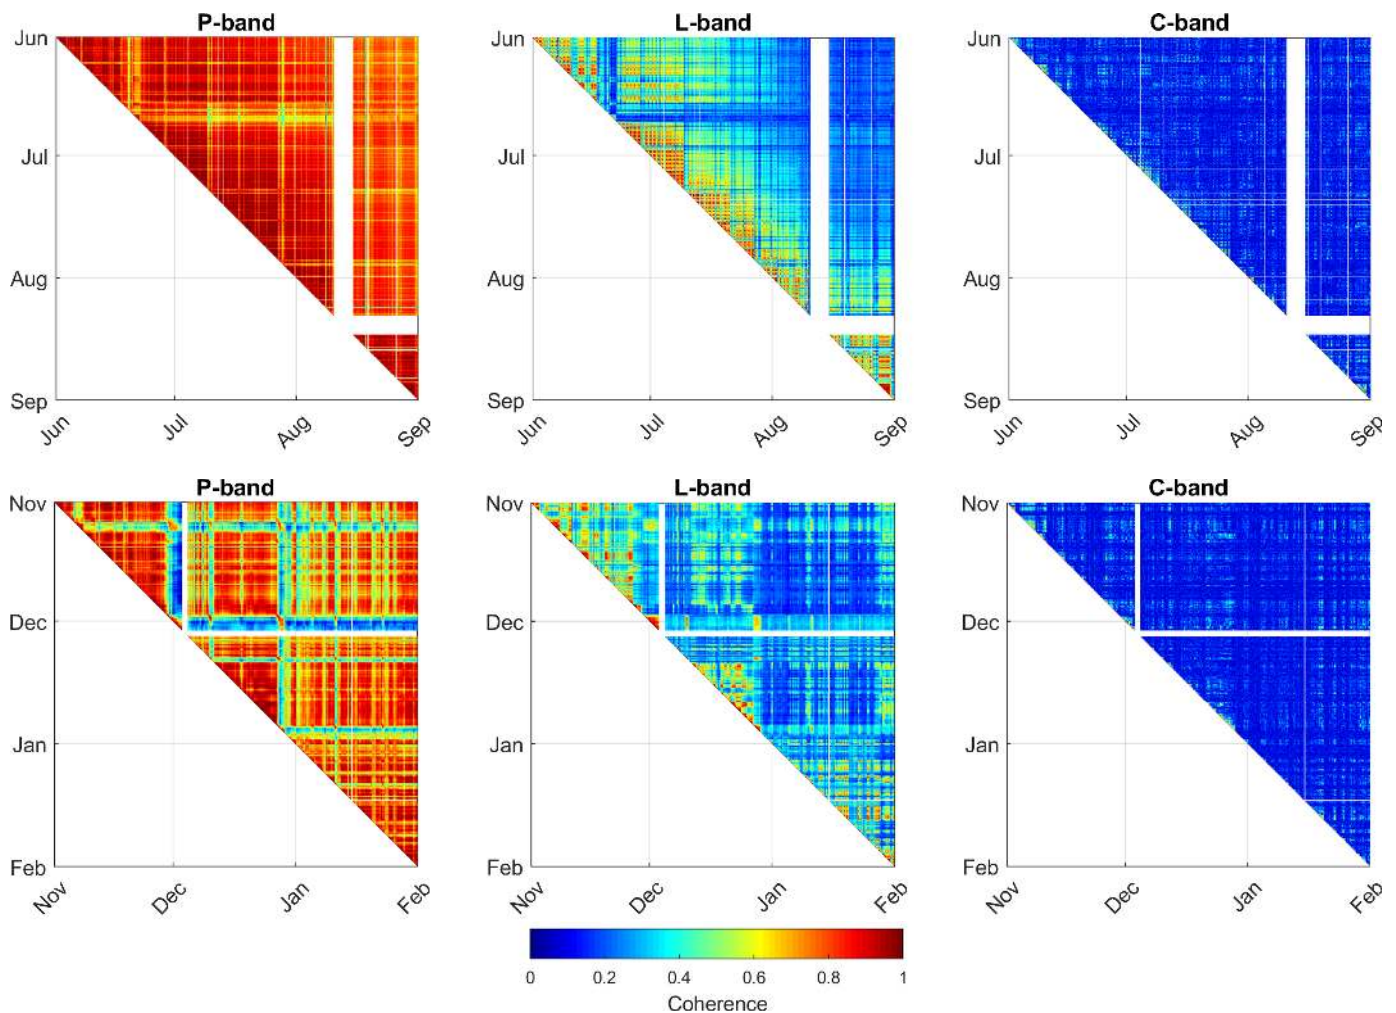 P-band
L-band
C-band
Jun
Jul
Aug
Sep
Jun
Jul
Aug
Sep
Jun
Jul
Aug
Sep
Jun
Jul
Aug
Sep
Jun
Jul
Aug
Sep
Jun
Jul
Aug
Sep
P-band
L-band
C-band
Nov
Dec
Jan
Feb
Nov
Dec
Jan
Feb
Nov
Dec
Jan
Feb
Nov
Dec
Jan
Feb
Nov
Dec
Jan
Feb
Nov
Dec
Jan
Feb
0 0.2 0.4 0.6 0.8 1
Coherence